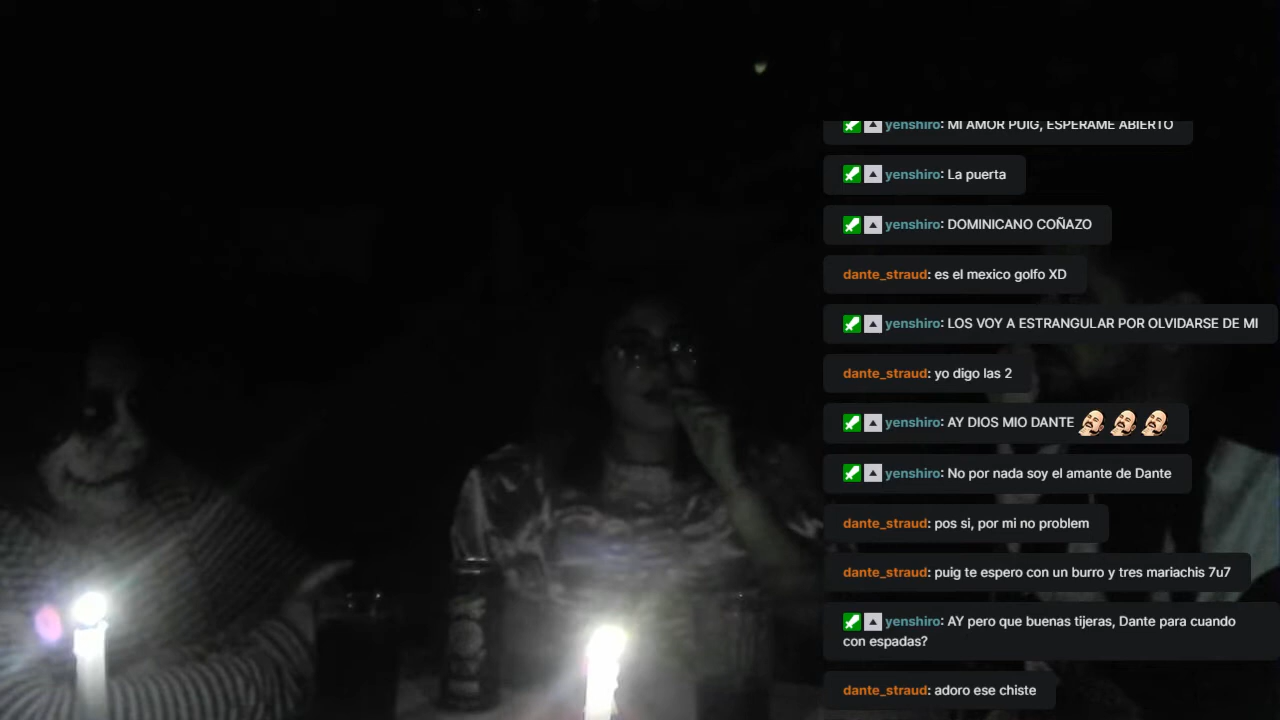 yenshiro: MI AMOR PUIG, ESPERAME ABIERTO
yenshiro: La puerta
yenshiro: DOMINICANO COÑAZO
dante_straud: es el mexico golfo XD
yenshiro: LOS VOY A ESTRANGULAR POR OLVIDARSE DE MI
dante_straud: yo digo las 2
yenshiro: AY DIOS MIO DANTE
yenshiro: No por nada soy el amante de Dante
dante_straud: pos si, por mi no problem
dante_straud: puig te espero con un burro y tres mariachis 7u7
yenshiro: AY pero que buenas tijeras, Dante para cuando
con espadas?
dante_straud: adoro ese chiste